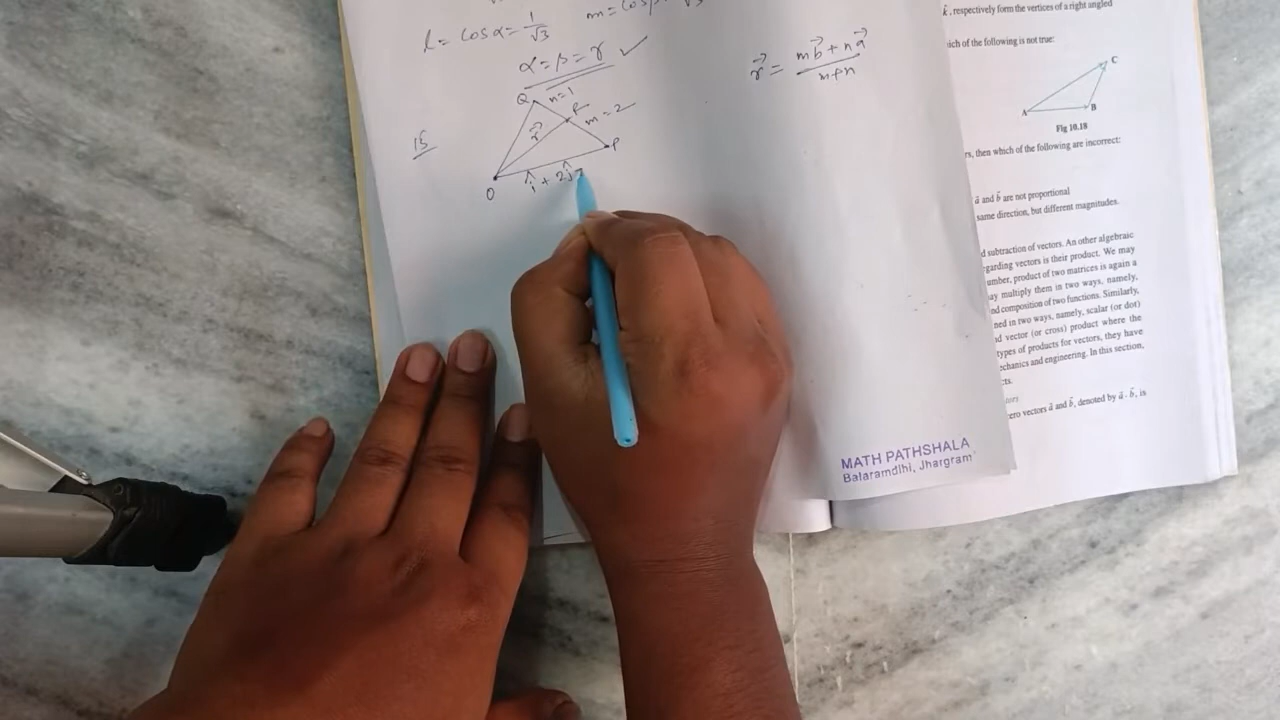 l = cosα = 1/√3
α = β = γ ✓
15
Q n=1
R
m = 2
r⃗
P
î + 2ĵ
O
r⃗ = (m b⃗ + n a⃗)/(m+n)
MATH PATHSHALA
Balaramdihi, Jhargram
k̂, respectively form the vertices of a right angled
ich of the following is not true:
C
A
B
Fig 10.18
rs, then which of the following are incorrect:
a⃗ and b⃗ are not proportional
same direction, but different magnitudes.
d subtraction of vectors. An other algebraic
egarding vectors is their product. We may
umber, product of two matrices is again a
ay multiply them in two ways, namely,
nd composition of two functions. Similarly,
ned in two ways, namely, scalar (or dot)
nd vector (or cross) product where the
types of products for vectors, they have
echanics and engineering. In this section,
cts.
tors
zero vectors a⃗ and b⃗, denoted by a⃗ . b⃗, is